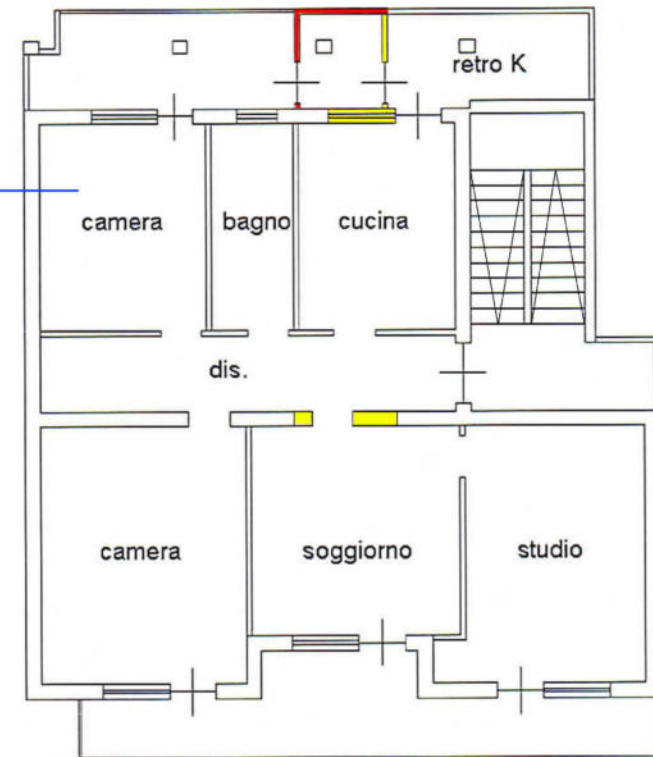 retro K
camera
bagno
cucina
dis.
camera
soggiorno
studio